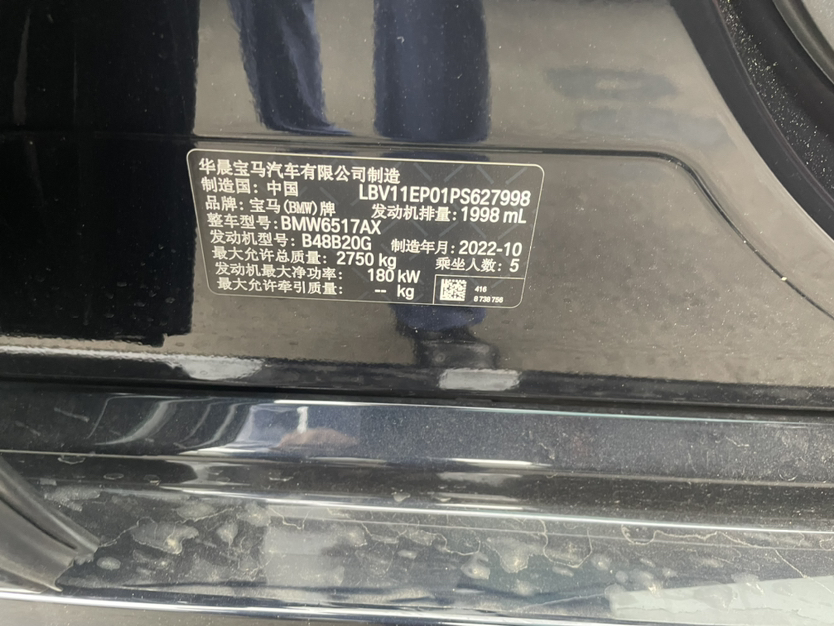 华晨宝马汽车有限公司制造
制造国：中国 LBV11EP01PS627998
品牌：宝马(BMW)牌 发动机排量：1998 mL
整车型号：BMW6517AX
发动机型号：B48B20G 制造年月：2022-10
最大允许总质量：2750 kg 乘坐人数：5
发动机最大净功率：180 kW
最大允许牵引质量：-- kg
416
8 738 756